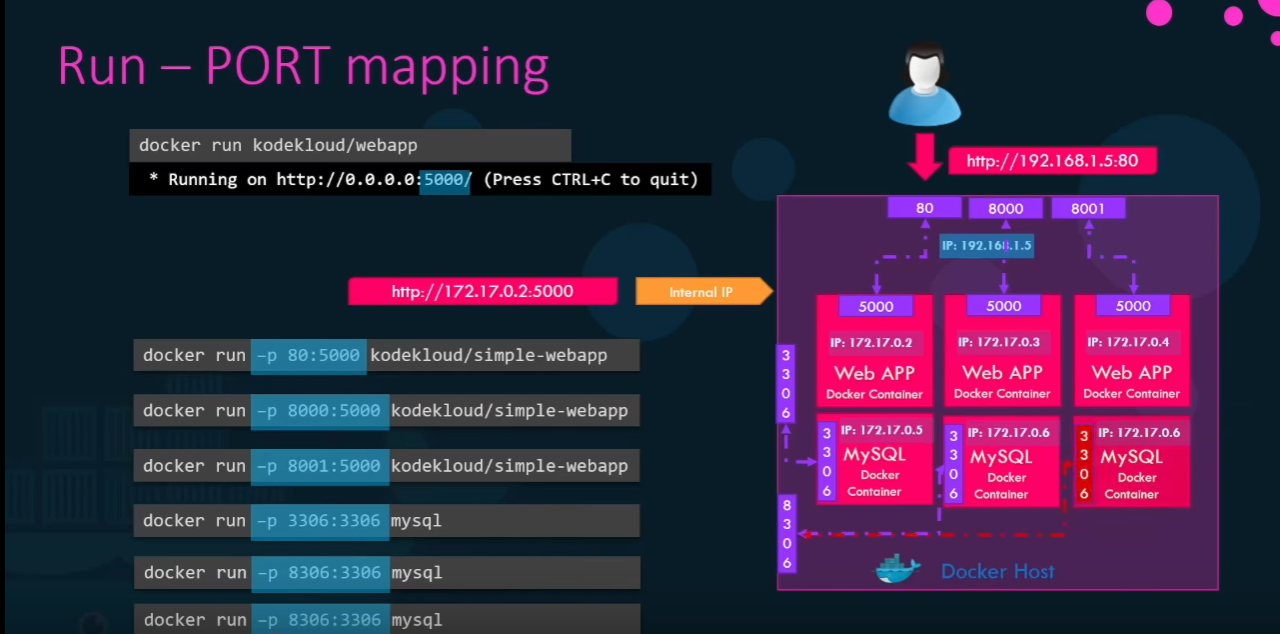 Run – PORT mapping
docker run kodekloud/webapp
* Running on http://0.0.0.0:5000/ (Press CTRL+C to quit)
http://192.168.1.5:80
80
8000
8001
IP: 192.168.1.5
http://172.17.0.2:5000
Internal IP
5000
5000
5000
IP: 172.17.0.2
IP: 172.17.0.3
IP: 172.17.0.4
Web APP
Docker Container
Web APP
Docker Container
Web APP
Docker Container
3306
3306
IP: 172.17.0.5
MySQL
Docker
Container
3306
IP: 172.17.0.6
MySQL
Docker
Container
3306
IP: 172.17.0.6
MySQL
Docker
Container
8306
Docker Host
docker run -p 80:5000 kodekloud/simple-webapp
docker run -p 8000:5000 kodekloud/simple-webapp
docker run -p 8001:5000 kodekloud/simple-webapp
docker run -p 3306:3306 mysql
docker run -p 8306:3306 mysql
docker run -p 8306:3306 mysql